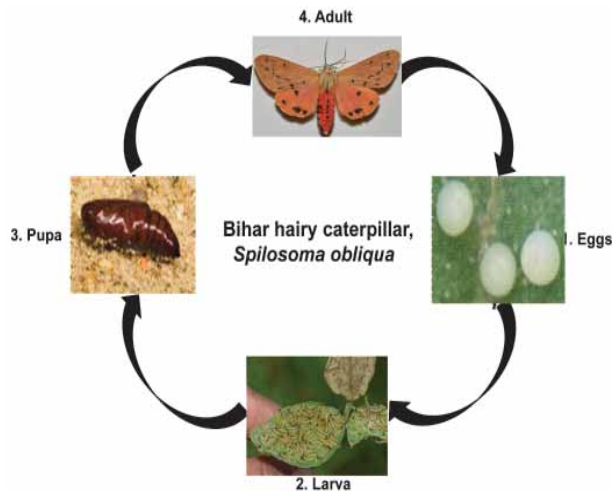 4. Adult
3. Pupa
Bihar hairy caterpillar,
Spilosoma obliqua
1. Eggs
2. Larva